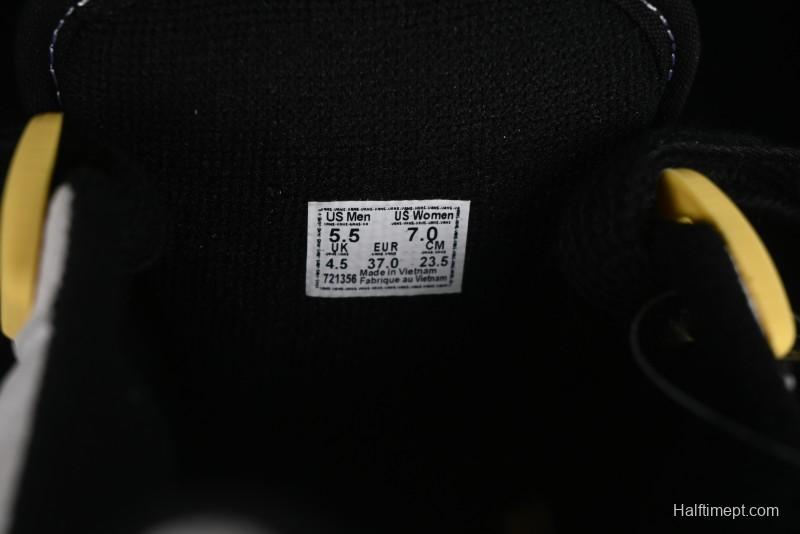 US Men US Women
5.5 7.0
UK EUR CM
4.5 37.0 23.5
721356 Made in Vietnam
Fabrique au Vietnam
Halftimept.com